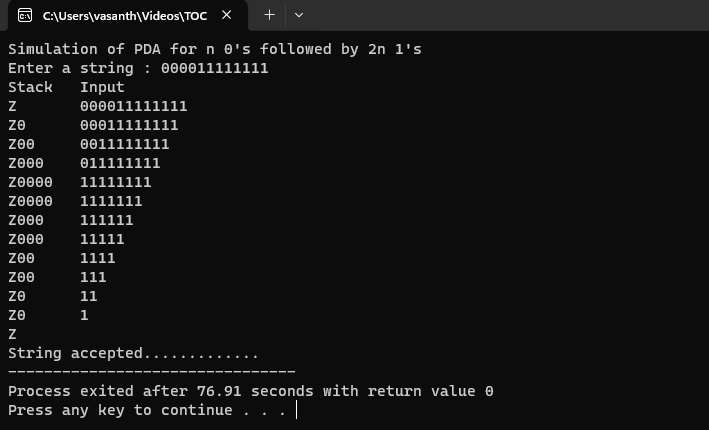 C:\Users\vasanth\Videos\TOC
Simulation of PDA for n 0's followed by 2n 1's
Enter a string : 000011111111
Stack   Input
Z       000011111111
Z0      00011111111
Z00     0011111111
Z000    011111111
Z0000   11111111
Z0000   1111111
Z000    111111
Z000    11111
Z00     1111
Z00     111
Z0      11
Z0      1
Z
String accepted.............
--------------------------------
Process exited after 76.91 seconds with return value 0
Press any key to continue . . .